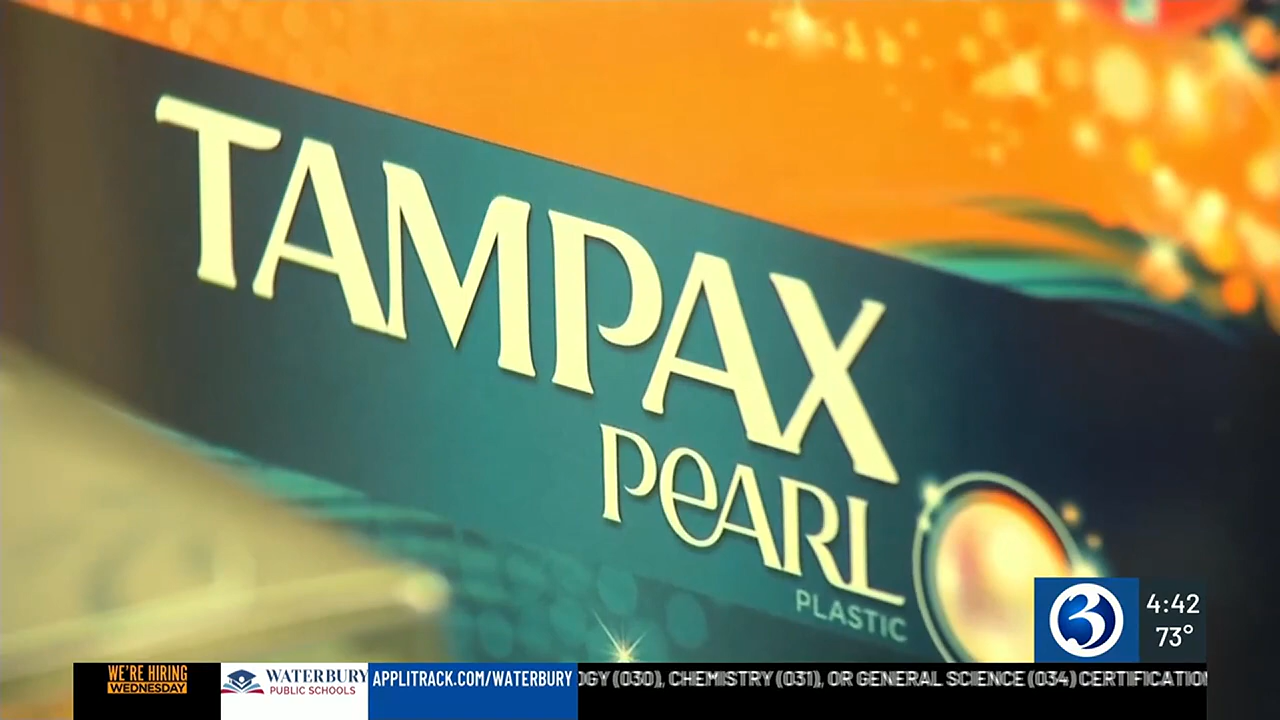 TAMPAX
PEARL
PLASTIC
3
4:42
73°
WE'RE HIRING
WEDNESDAY
WATERBURY
PUBLIC SCHOOLS
APPLITRACK.COM/WATERBURY
(030), CHEMISTRY (031), OR GENERAL SCIENCE (034) CERTIFICATIO